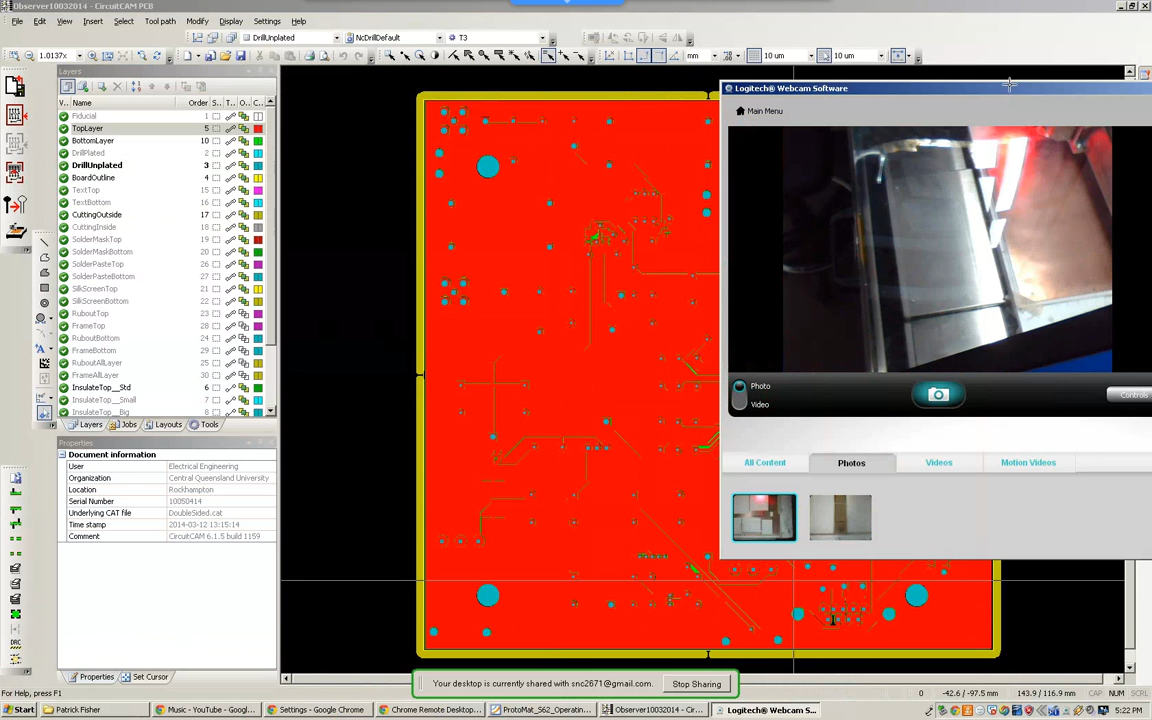 Observer10032014 - CircuitCAM PCB
File Edit View Insert Select Tool path Modify Display Settings Help
DrillUnplated NcDrillDefault T3
1.0137x mm 10 um 10 um
Layers
V.. Name Order S.. T.. O.. C..
Fiducial 1
TopLayer 5
BottomLayer 10
DrillPlated 2
DrillUnplated 3
BoardOutline 4
TextTop 15
TextBottom 16
CuttingOutside 17
CuttingInside 18
SolderMaskTop 19
SolderMaskBottom 20
SolderPasteTop 26
SolderPasteBottom 27
SilkScreenTop 21
SilkScreenBottom 22
RuboutTop 23
FrameTop 28
RuboutBottom 24
FrameBottom 29
RuboutAllLayer 25
FrameAllLayer 30
InsulateTop__Std 6
InsulateTop__Small 7
InsulateTop__Big 8
Layers Jobs Layouts Tools
Properties
Document information
User Electrical Engineering
Organization Central Queensland University
Location Rockhampton
Serial Number 10050414
Underlying CAT file DoubleSided.cat
Time stamp 2014-03-12 13:15:14
Comment CircuitCAM 6.1.5 build 1159
DRC
Properties Set Cursor
Logitech® Webcam Software
Main Menu
Photo
Video
Controls
All Content Photos Videos Motion Videos
Your desktop is currently shared with snc2671@gmail.com. Stop Sharing
For Help, press F1 0 -42.6 / -97.5 mm 143.9 / 116.9 mm CAP NUM SCRL
Start Patrick Fisher Music - YouTube - Googl... Settings - Google Chrome Chrome Remote Desktop... ProtoMat_S62_Operatin... Observer10032014 - Cir... Logitech® Webcam S... 5:22 PM